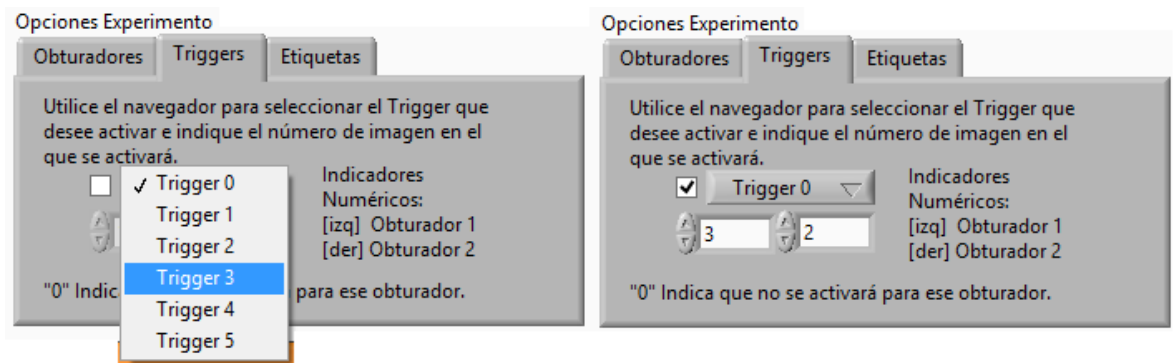 Opciones Experimento
Obturadores Triggers Etiquetas
Utilice el navegador para seleccionar el Trigger que
desee activar e indique el número de imagen en el
que se activará.
✓ Trigger 0
Trigger 1
Trigger 2
Trigger 3
Trigger 4
Trigger 5
Indicadores
Numéricos:
[izq] Obturador 1
[der] Obturador 2
"0" Indic
para ese obturador.
Opciones Experimento
Obturadores Triggers Etiquetas
Utilice el navegador para seleccionar el Trigger que
desee activar e indique el número de imagen en el
que se activará.
Trigger 0
3 2
Indicadores
Numéricos:
[izq] Obturador 1
[der] Obturador 2
"0" Indica que no se activará para ese obturador.